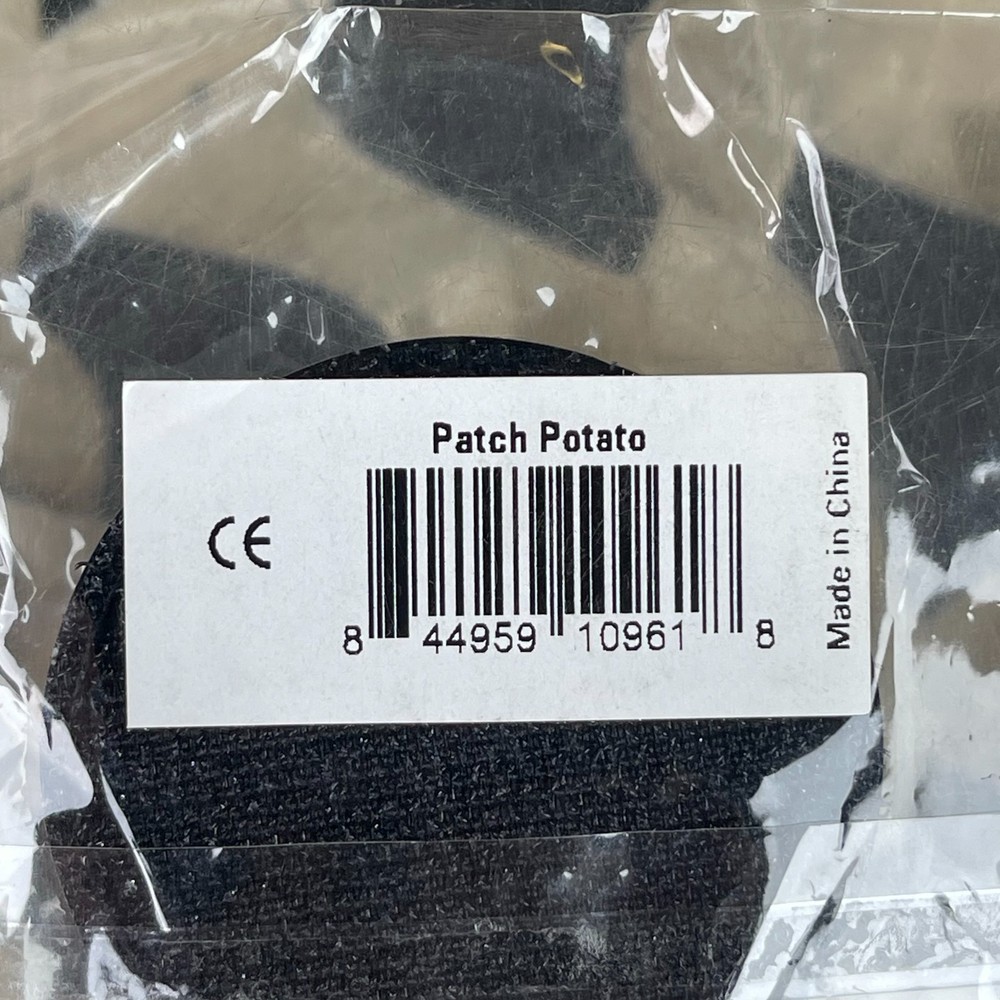 Patch Potato
CE
8 44959 10961 8
Made in China